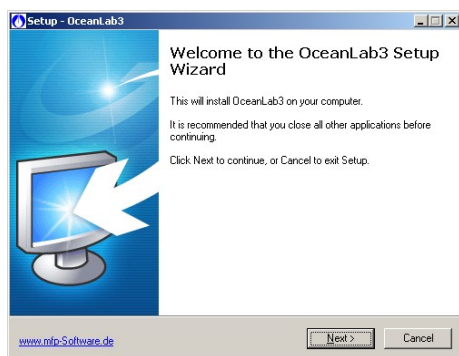 Setup - OceanLab3
Welcome to the OceanLab3 Setup
Wizard
This will install OceanLab3 on your computer.
It is recommended that you close all other applications before
continuing.
Click Next to continue, or Cancel to exit Setup.
www.mfp-Software.de
Next >
Cancel